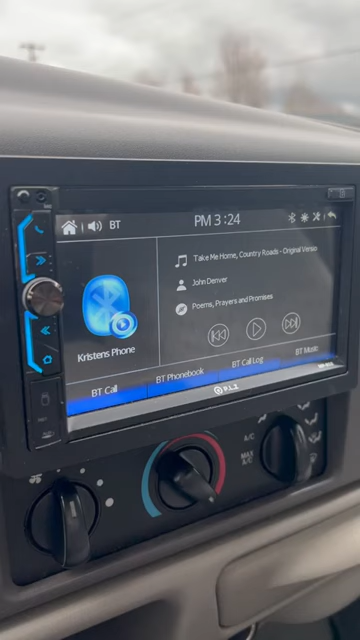 BT
PM 3:24
Take Me Home, Country Roads - Original Versio
John Denver
Poems, Prayers and Promises
Kristens Phone
BT Call
BT Phonebook
BT Call Log
BT Music
P.L.Z
A/C
MAX
A/C